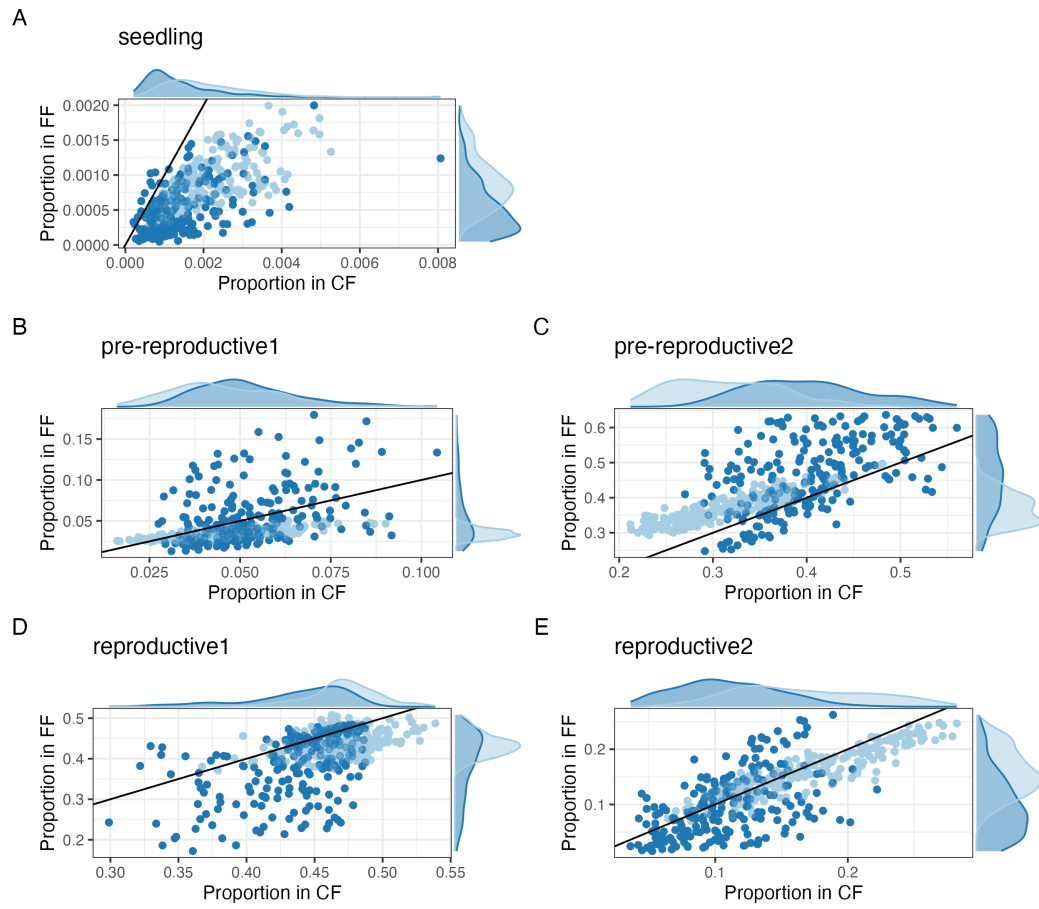 A
seedling
Proportion in FF
0.0020
0.0015
0.0010
0.0005
0.0000
0.000 0.002 0.004 0.006 0.008
Proportion in CF
B
pre-reproductive1
Proportion in FF
0.15
0.10
0.05
0.025 0.050 0.075 0.100
Proportion in CF
C
pre-reproductive2
Proportion in FF
0.6
0.5
0.4
0.3
0.2 0.3 0.4 0.5
Proportion in CF
D
reproductive1
Proportion in FF
0.5
0.4
0.3
0.2
0.30 0.35 0.40 0.45 0.50 0.55
Proportion in CF
E
reproductive2
Proportion in FF
0.2
0.1
0.1 0.2
Proportion in CF